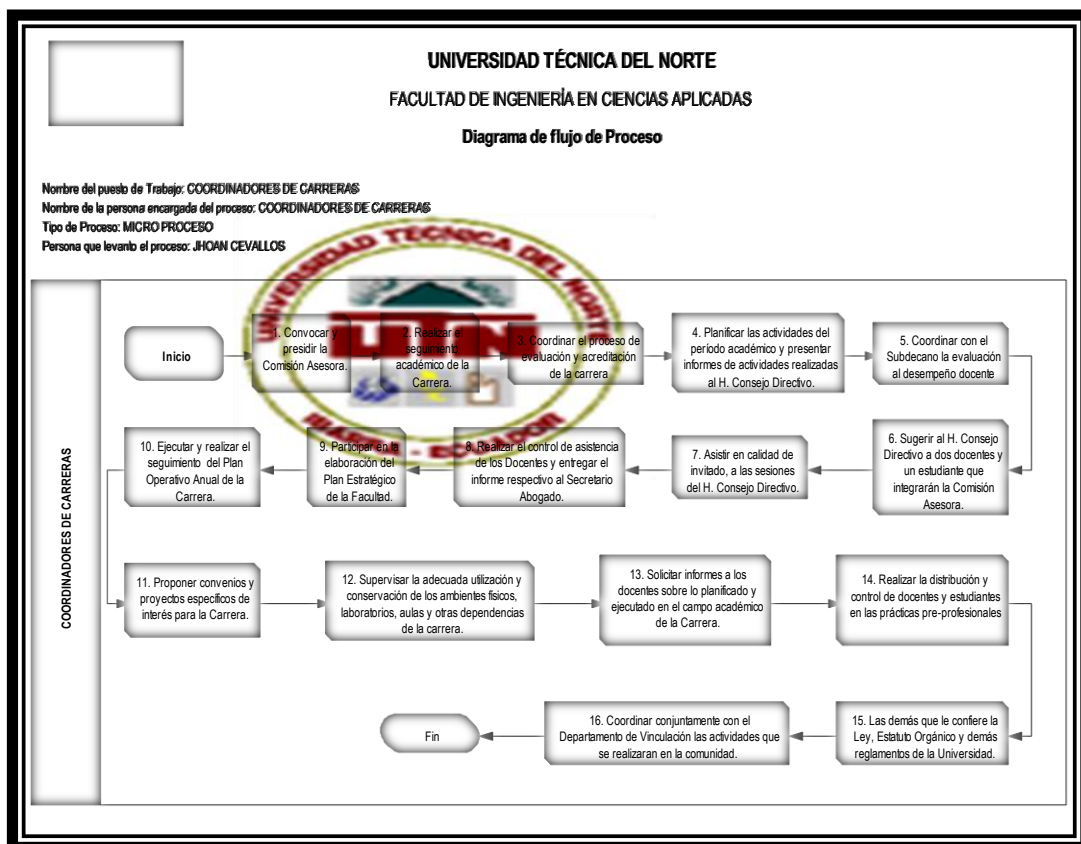 UNIVERSIDAD TÉCNICA DEL NORTE
FACULTAD DE INGENIERÍA EN CIENCIAS APLICADAS
Diagrama de flujo de Proceso
Nombre del puesto de Trabajo: COORDINADORES DE CARRERAS
Nombre de la persona encargada del proceso: COORDINADORES DE CARRERAS
Tipo de Proceso: MICRO PROCESO
Persona que levanto el proceso: JHOAN CEVALLOS
UNIVERSIDAD TECNICA DEL NORTE
UTN
IBARRA - ECUADOR
COORDINADORES DE CARRERAS
Inicio
1. Convocar y
presidir la
Comisión Asesora.
2. Realizar el
seguimiento
académico de la
Carrera.
3. Coordinar el proceso de
evaluación y acreditación
de la carrera
4. Planificar las actividades del
período académico y presentar
informes de actividades realizadas
al H. Consejo Directivo.
5. Coordinar con el
Subdecano la evaluación
al desempeño docente
6. Sugerir al H. Consejo
Directivo a dos docentes y
un estudiante que
integrarán la Comisión
Asesora.
7. Asistir en calidad de
invitado, a las sesiones
del H. Consejo Directivo.
8. Realizar el control de asistencia
de los Docentes y entregar el
informe respectivo al Secretario
Abogado.
9. Participar en la
elaboración del
Plan Estratégico
de la Facultad.
10. Ejecutar y realizar el
seguimiento del Plan
Operativo Anual de la
Carrera.
11. Proponer convenios y
proyectos específicos de
interés para la Carrera.
12. Supervisar la adecuada utilización y
conservación de los ambientes físicos,
laboratorios, aulas y otras dependencias
de la carrera.
13. Solicitar informes a los
docentes sobre lo planificado y
ejecutado en el campo académico
de la Carrera.
14. Realizar la distribución y
control de docentes y estudiantes
en las prácticas pre-profesionales
15. Las demás que le confiere la
Ley, Estatuto Orgánico y demás
reglamentos de la Universidad.
16. Coordinar conjuntamente con el
Departamento de Vinculación las actividades que
se realizaran en la comunidad.
Fin